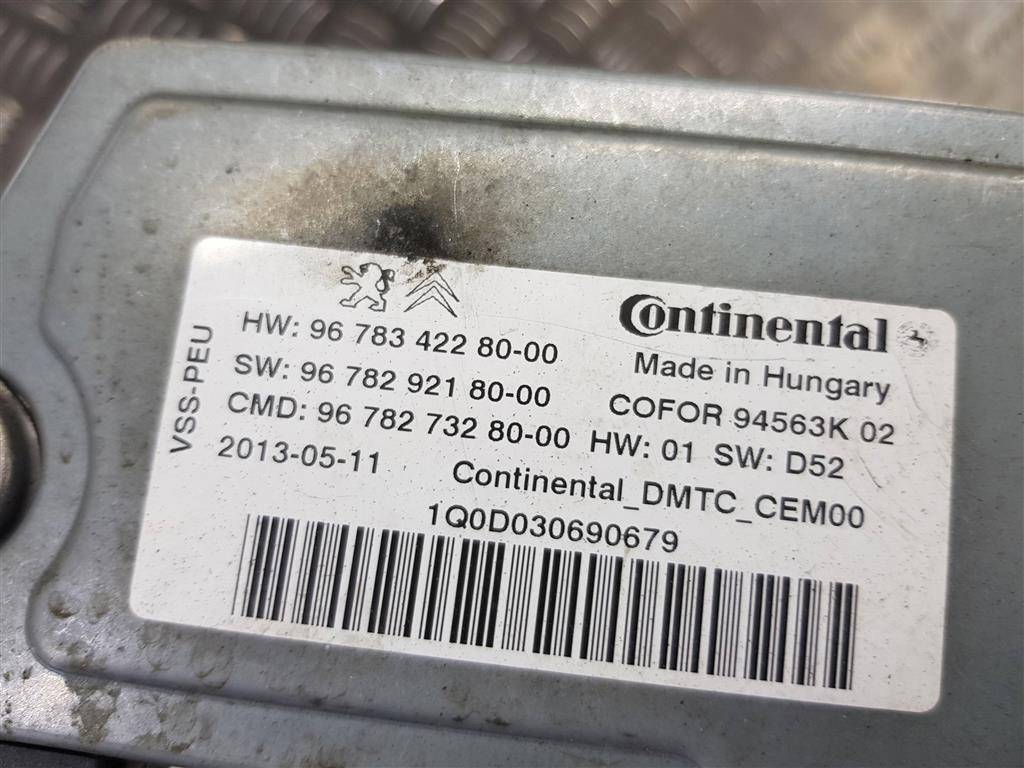 VSS-PEU
Continental
HW: 96 783 422 80-00
Made in Hungary
SW: 96 782 921 80-00
COFOR 94563K 02
CMD: 96 782 732 80-00 HW: 01 SW: D52
2013-05-11
Continental_DMTC_CEM00
1Q0D030690679